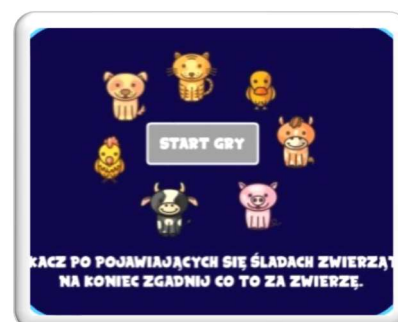 START GRY
KACZ PO POJAWIAJĄCYCH SIĘ ŚLADACH ZWIERZĄT
NA KONIEC ZGADNIJ CO TO ZA ZWIERZĘ.